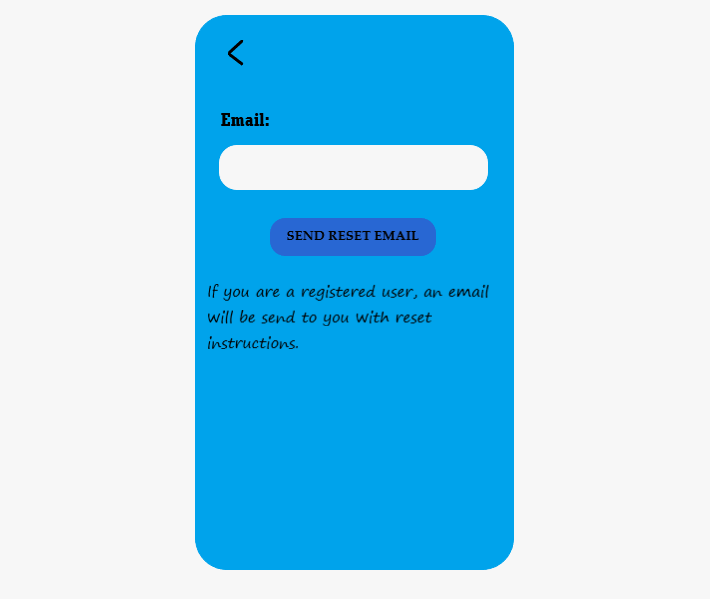 Email:
SEND RESET EMAIL
If you are a registered user, an email
will be send to you with reset
instructions.